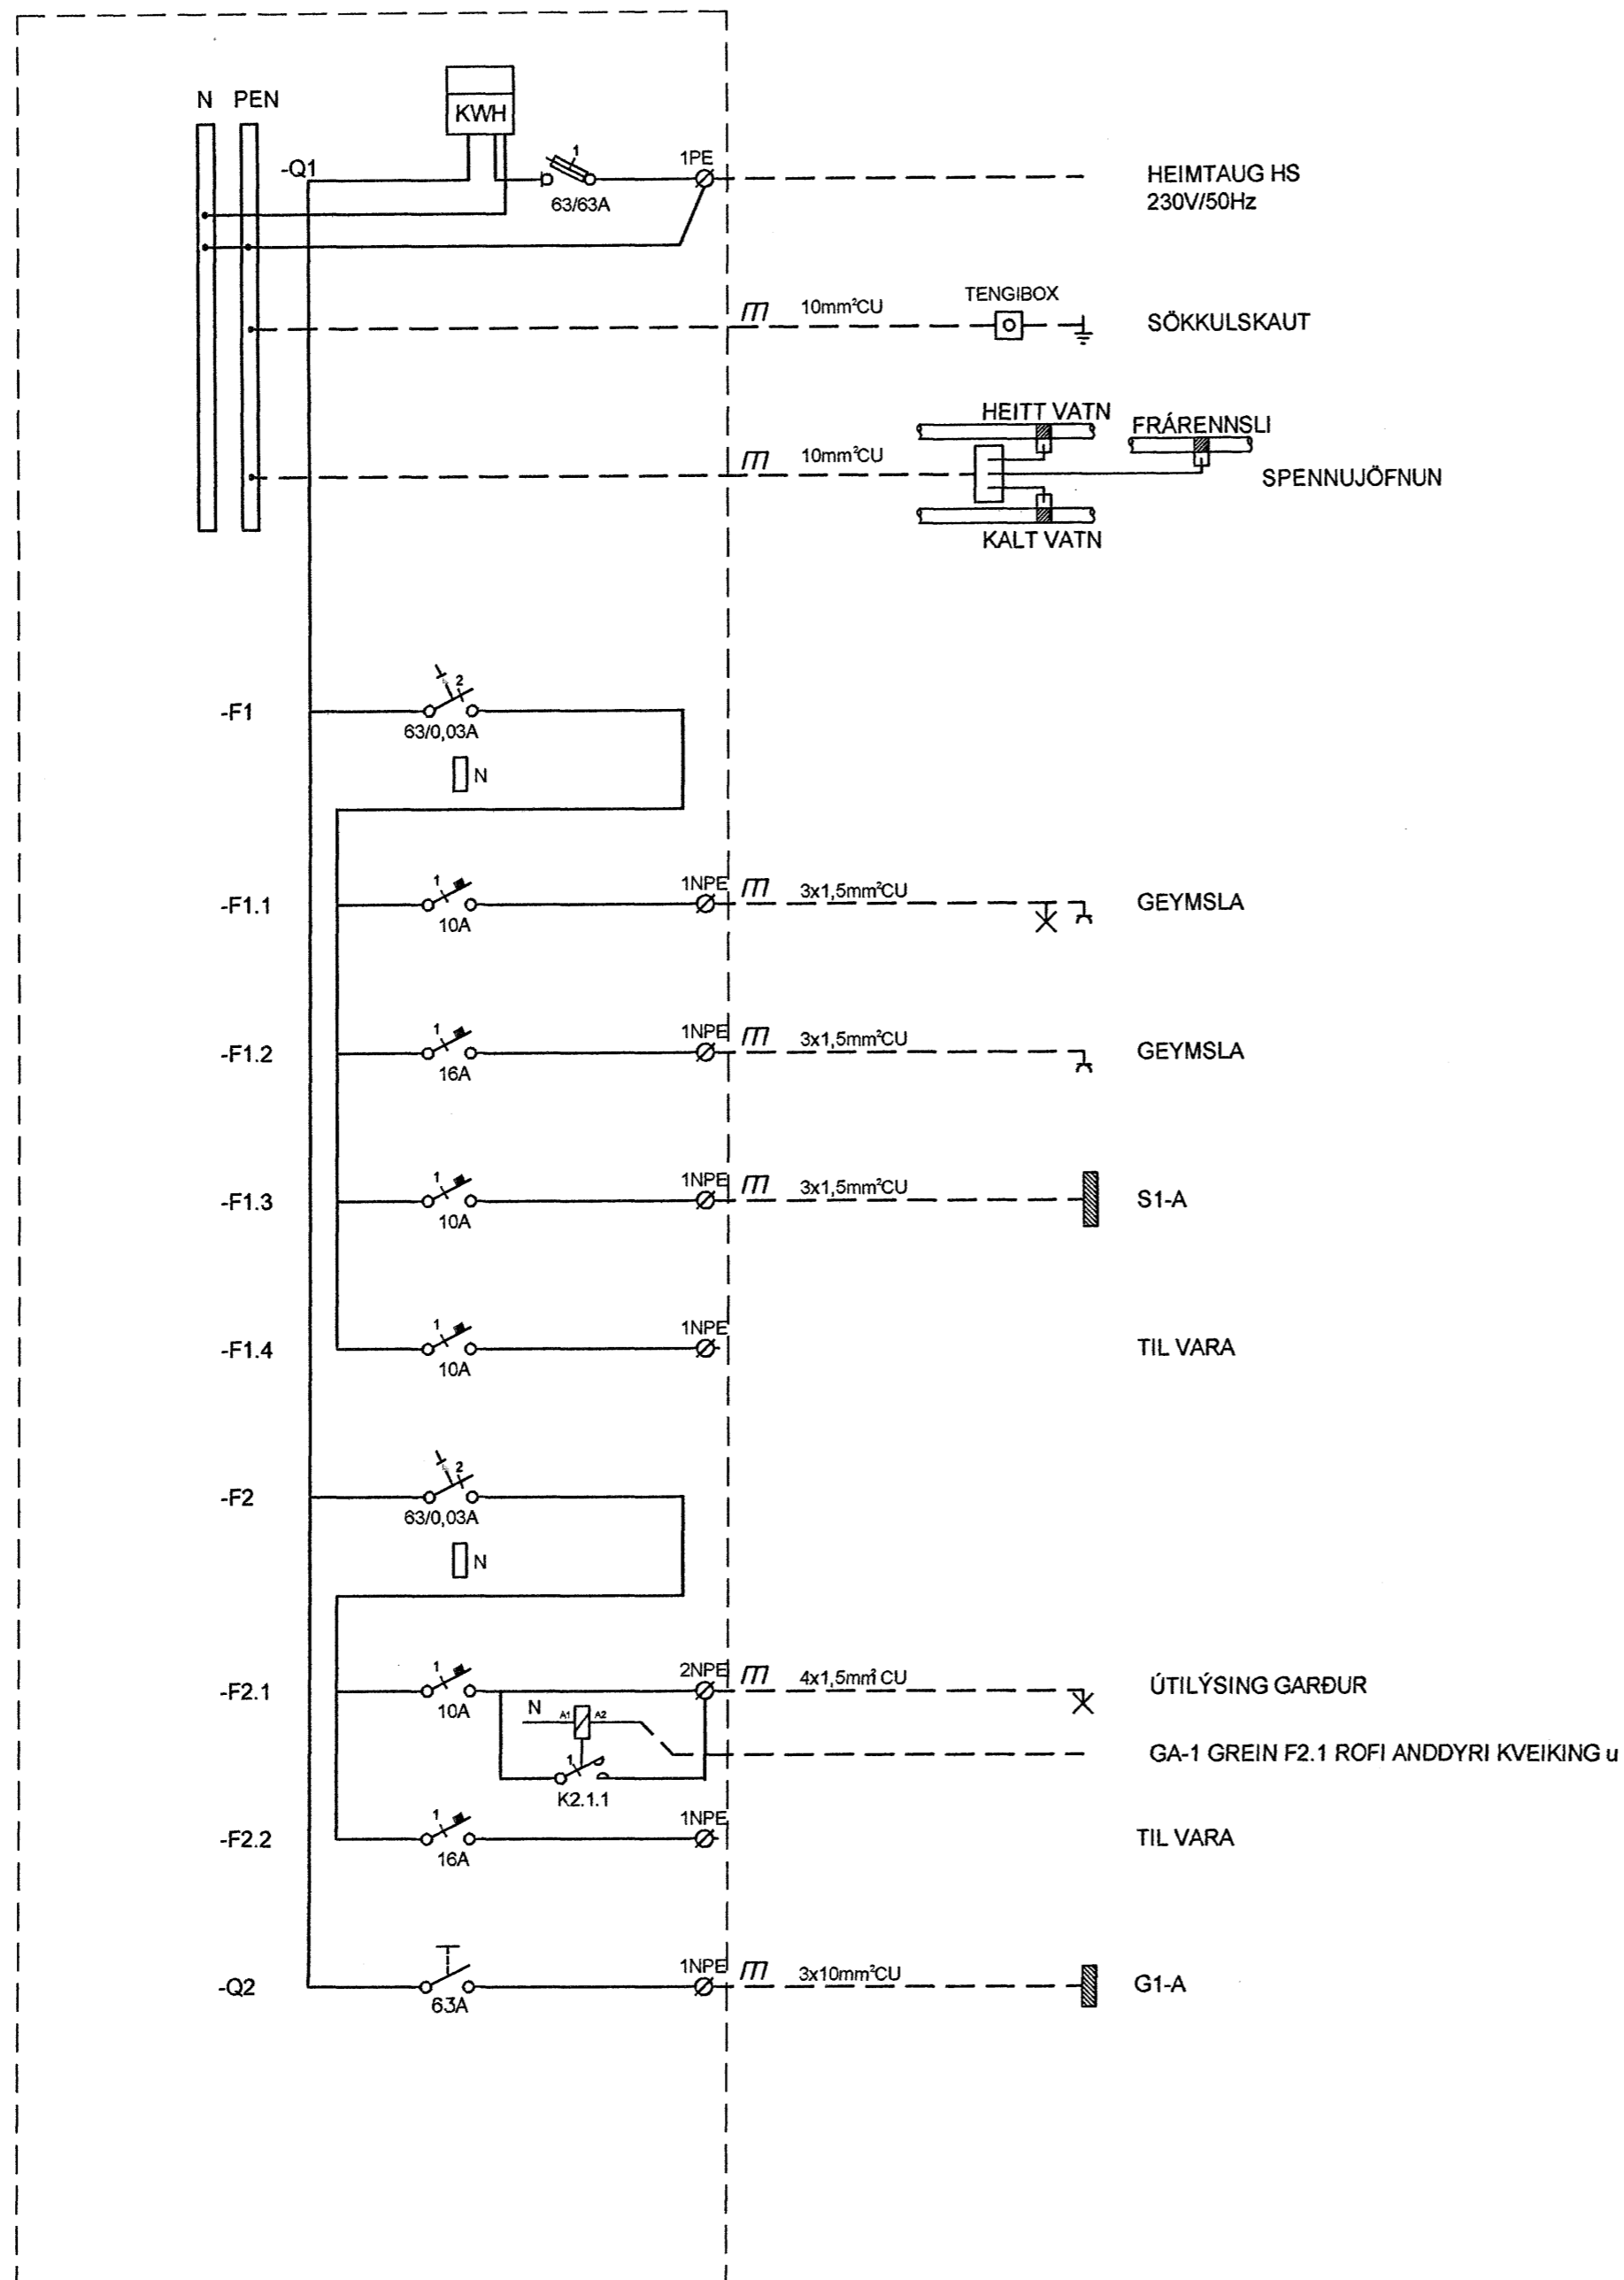 N PEN
KWH
-Q1
1
63/63A
1PE
HEIMTAUG HS
230V/50Hz
10mm²CU
TENGIBOX
SÖKKULSKAUT
HEITT VATN
FRÁRENNSLI
10mm²CU
SPENNUJÖFNUN
KALT VATN
-F1
2
63/0,03A
N
-F1.1
1
10A
1NPE
3x1,5mm²CU
GEYMSLA
-F1.2
1
16A
1NPE
3x1,5mm²CU
GEYMSLA
-F1.3
1
10A
1NPE
3x1,5mm²CU
S1-A
-F1.4
1
10A
1NPE
TIL VARA
-F2
2
63/0,03A
N
-F2.1
1
10A
2NPE
4x1,5mm² CU
ÚTILÝSING GARÐUR
N
A1
A2
GA-1 GREIN F2.1 ROFI ANDDYRI KVEIKING u
1
K2.1.1
-F2.2
1
16A
1NPE
TIL VARA
-Q2
63A
1NPE
3x10mm²CU
G1-A